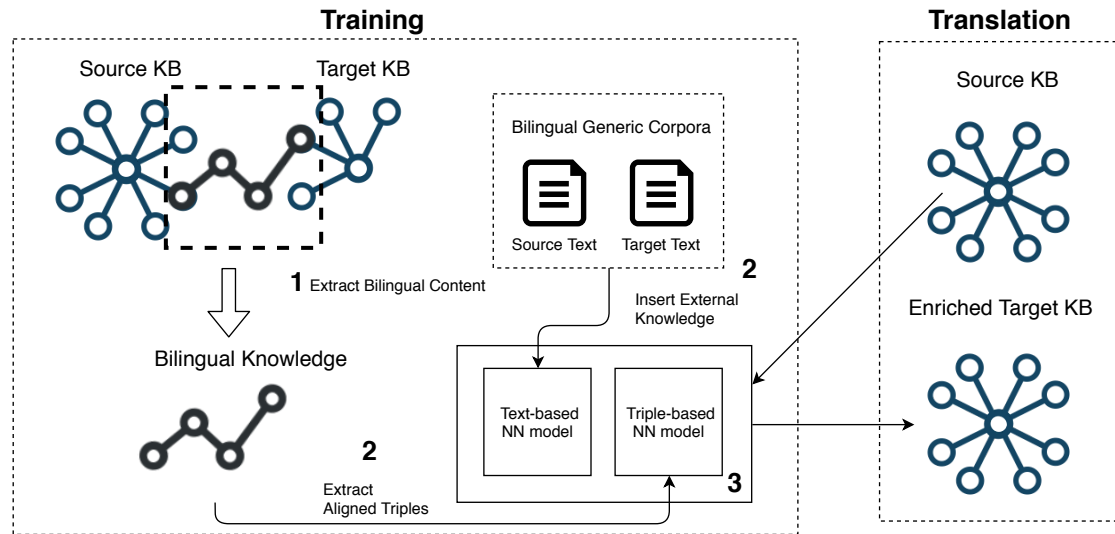 Training
Translation
Source KB
Target KB
Bilingual Generic Corpora
Source Text
Target Text
1 Extract Bilingual Content
2
Insert External
Knowledge
Bilingual Knowledge
2
Extract
Aligned Triples
Text-based
NN model
Triple-based
NN model
3
Source KB
Enriched Target KB